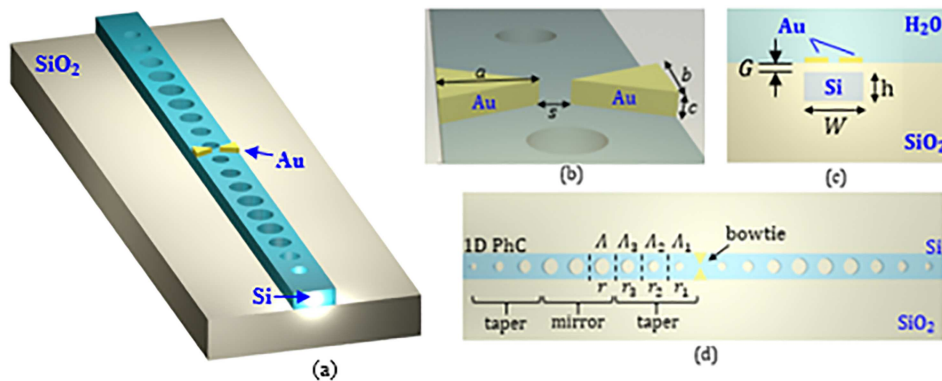 SiO2
Au
Si
(a)
a
b
Au
s
Au
c
(b)
Au
H2O
G
Si
h
W
SiO2
(c)
1D PhC
Λ
Λ3
Λ2
Λ1
bowtie
Si
r
r3
r2
r1
taper
mirror
taper
SiO2
(d)